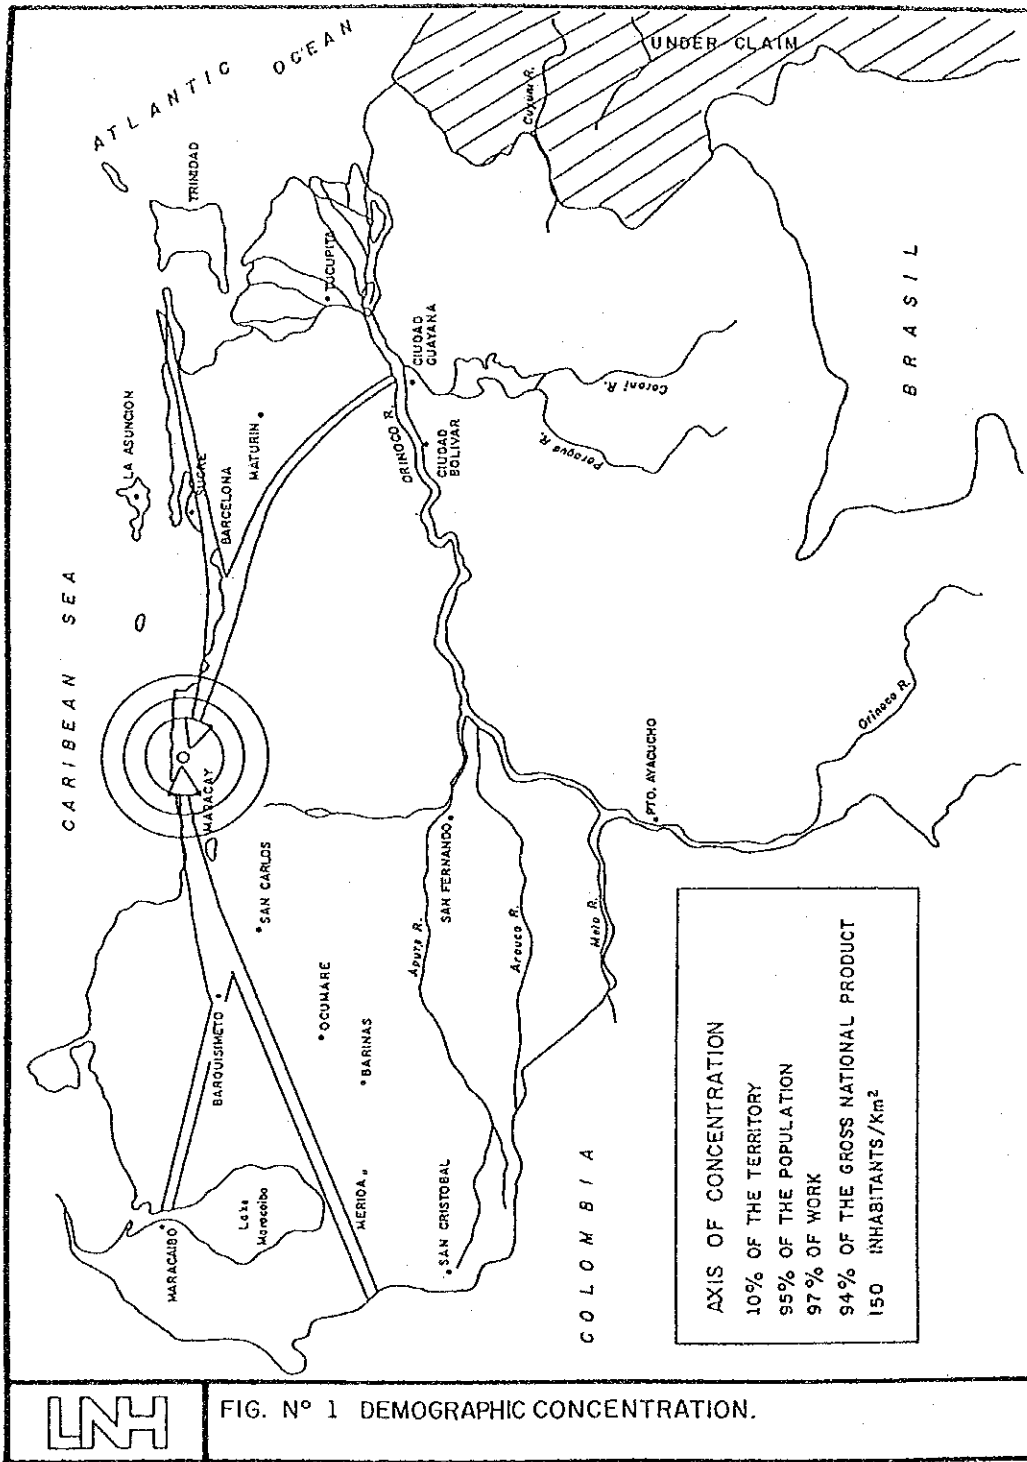 ATLANTIC OCEAN
UNDER CLAIM
Cuyuni R.
TRINIDAD
TUCUPITA
CIUDAD
GUAYANA
LA ASUNCION
SUCRE
BARCELONA
MATURIN
ORINOCO R.
CIUDAD
BOLIVAR
Caroni R.
Paragua R.
BRASIL
CARIBEAN SEA
MARACAY
SAN CARLOS
SAN FERNANDO
PTO. AYACUCHO
Orinoco R.
Apure R.
Arauca R.
Meta R.
BARQUISIMETO
OCUMARE
BARINAS
MARACAIBO
Lake
Maracaibo
MERIDA
SAN CRISTOBAL
COLOMBIA
AXIS OF CONCENTRATION
10% OF THE TERRITORY
95% OF THE POPULATION
97% OF WORK
94% OF THE GROSS NATIONAL PRODUCT
150 INHABITANTS/Km²
LNH
FIG. Nº 1 DEMOGRAPHIC CONCENTRATION.